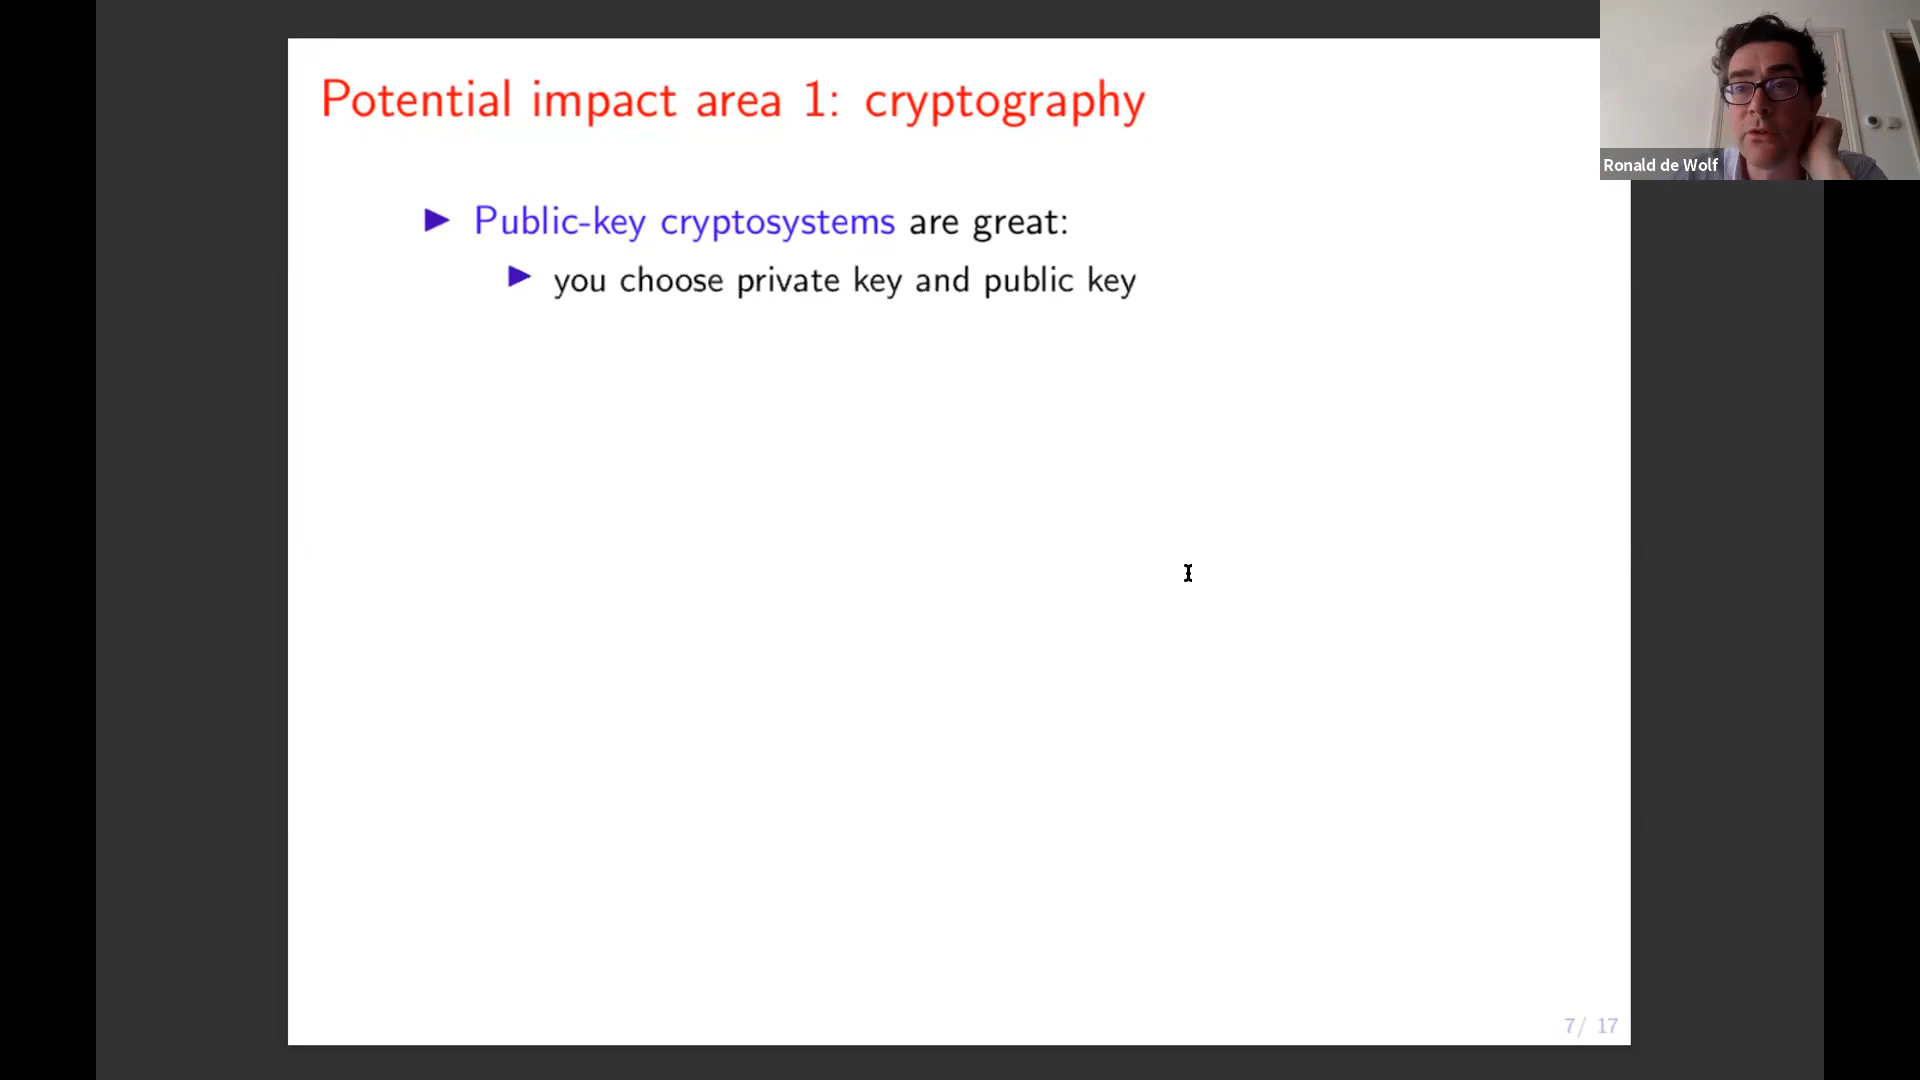 Potential impact area 1: cryptography
Ronald de Wolf
Public-key cryptosystems are great:
you choose private key and public key
7/ 17